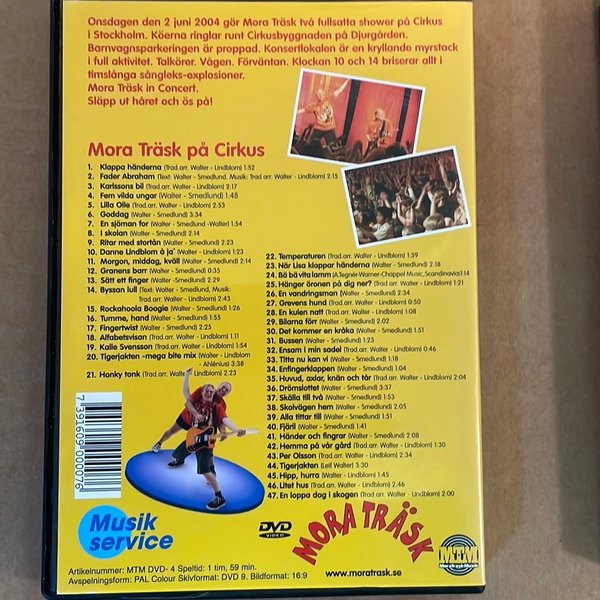 Onsdagen den 2 juni 2004 gör Mora Träsk två fullsatta shower på Cirkus
i Stockholm. Köerna ringlar runt Cirkusbyggnaden på Djurgården.
Barnvagnsparkeringen är proppad. Konsertlokalen är en kryllande myrstack
i full aktivitet. Talkörer. Vågen. Förväntan. Klockan 10 och 14 briserar allt i
timslånga sångleks-explosioner.
Mora Träsk in Concert.
Släpp ut håret och ös på!
Mora Träsk på Cirkus
1. Klappa händerna (Trad.arr. Walter - Lindblom) 1:52
2. Fader Abraham (Text: Walter - Smedlund, Musik: Trad.arr. Walter - Lindblom) 2:15
3. Karlssons bil (Trad.arr. Walter - Lindblom) 2:17
4. Fem vilda ungar (Walter - Smedlund) 1:48
5. Lilla Olle (Trad.arr. Walter - Lindblom) 2:53
6. Goddag (Walter - Smedlund) 3:34
7. En sjöman for (Walter - Smedlund -Walter) 1:54
8. I skolan (Walter - Smedlund) 2:14
9. Ritar med stortån (Walter - Smedlund) 2:23
10. Danne Lindblom å ja' (Walter - Lindblom) 1:23
11. Morgon, middag, kväll (Walter - Smedlund) 2:14
12. Granens barr (Walter - Smedlund) 0:35
13. Sätt ett finger (Walter - Smedlund) 2:29
14. Byssan lull (Text: Walter - Smedlund, Musik:
Trad.arr. Walter - Lindblom) 2:43
15. Rockahoola Boogie (Walter - Smedlund) 1:26
16. Tumme, hand (Walter - Smedlund) 1:55
17. Fingertwist (Walter - Smedlund) 2:25
18. Alfabetsvisan (Trad.arr. Walter - Lindblom) 1:11
19. Kalle Svensson (Trad.arr. Walter - Lindblom) 1:54
20. Tigerjakten -mega bite mix (Walter - Lindblom
- Ahlénius) 3:38
21. Honky tonk (Trad.arr. Walter - Lindblom) 2:23
22. Temperaturen (Trad.arr. Walter - Lindblom) 1:39
23. När Lisa klappar händerna (Walter - Smedlund) 2:18
24. Bä bä vita lamm (A.Tegnér-Warner-Chappel Music, Scandinavia) 1:14
25. Hänger öronen på dig ner? (Trad.arr. Walter - Lindblom) 1:21
26. En vandringsman (Walter - Smedlund) 2:34
27. Grevens hund (Trad.arr. Walter - Lindblom) 0:50
28. En kulen natt (Trad.arr. Walter - Lindblom) 1:08
29. Bilarna förr (Walter - Smedlund) 2:02
30. Det kommer en kråka (Walter - Smedlund) 1:51
31. Bussen (Trad.arr. Walter - Lindblom) 1:23
32. Ensam i min sadel (Trad.arr. Walter - Lindblom) 0:46
33. Titta nu kan vi (Walter - Smedlund) 1:18
34. Enfingerklappen (Walter - Smedlund) 1:04
35. Huvud, axlar, knän och tår (Trad.arr. Walter - Lindblom) 2:04
36. Drömslottet (Walter - Smedlund) 3:37
37. Skälla till två (Walter - Smedlund) 1:53
38. Skolvägen hem (Walter - Smedlund) 2:05
39. Alla tittar till (Walter - Smedlund) 1:51
40. Fjäril (Walter - Smedlund) 1:41
41. Händer och fingrar (Walter - Smedlund) 2:08
42. Hemma på vår gård (Trad.arr. Walter - Lindblom) 1:30
43. Per Olsson (Trad.arr. Walter - Lindblom) 2:34
44. Tigerjakten (Leif Walter) 3:30
45. Hipp, hurra (Walter - Smedlund) 1:45
46. Litet hus (Trad.arr. Walter - Lindblom) 2:46
47. En loppa dog i skogen (Trad.arr. Walter - Lindblom) 2:00
7391609000076
Musik
service
DVD
VIDEO
MORA TRÄSK
MTM
Mora Träsk Musik
www.moratrask.se
Artikelnummer: MTM DVD- 4 Speltid: 1 tim, 59 min.
Avspelningsform: PAL Colour Skivformat: DVD 9. Bildformat: 16:9